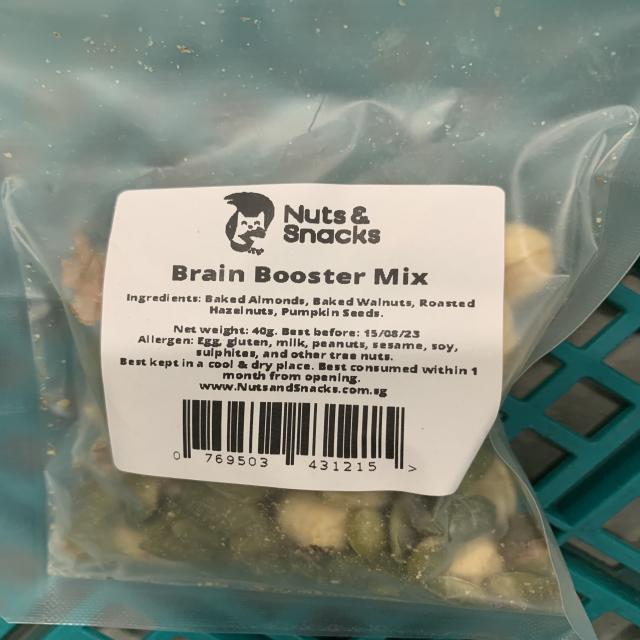 Nuts &
Snacks
Brain Booster Mix
Ingredients: Baked Almonds, Baked Walnuts, Roasted
Hazelnuts, Pumpkin Seeds.
Net weight: 40g. Best before: 15/08/23
Allergen: Egg, gluten, milk, peanuts, sesame, soy,
sulphites, and other tree nuts.
Best kept in a cool & dry place. Best consumed within 1
month from opening.
www.NutsandSnacks.com.sg
0 769503 431215 >